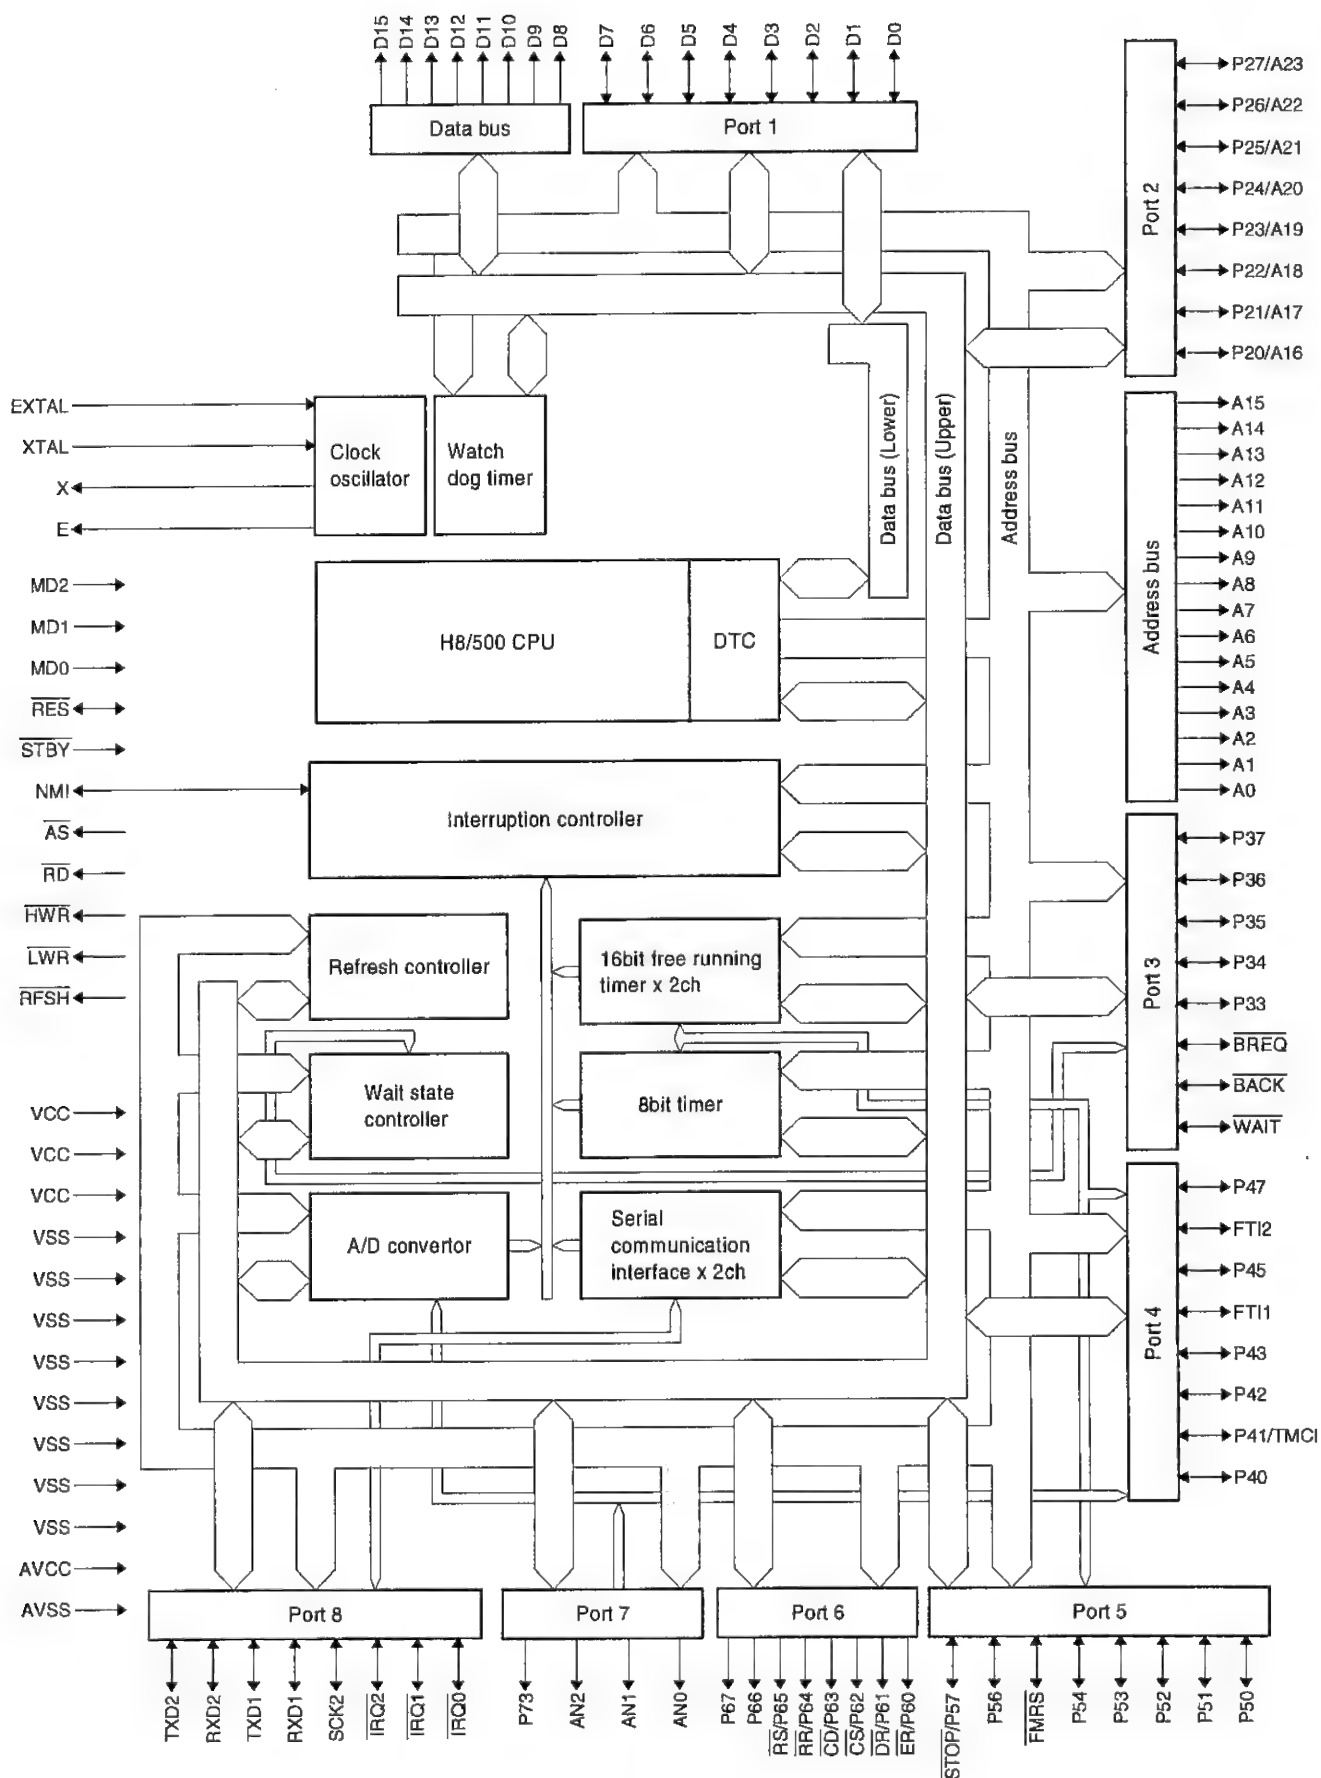 D15
D14
D13
D12
D11
D10
D9
D8
D7
D6
D5
D4
D3
D2
D1
D0
Data bus
Port 1
Port 2
P27/A23
P26/A22
P25/A21
P24/A20
P23/A19
P22/A18
P21/A17
P20/A16
EXTAL
XTAL
X
E
Clock
oscillator
Watch
dog timer
Data bus (Lower)
Data bus (Upper)
Address bus
Address bus
A15
A14
A13
A12
A11
A10
A9
A8
A7
A6
A5
A4
A3
A2
A1
A0
MD2
MD1
MD0
RES
STBY
NMI
AS
RD
HWR
LWR
RFSH
H8/500 CPU
DTC
Interruption controller
Refresh controller
16bit free running
timer x 2ch
Wait state
controller
8bit timer
A/D convertor
Serial
communication
interface x 2ch
Port 3
P37
P36
P35
P34
P33
BREQ
BACK
WAIT
VCC
VCC
VCC
VSS
VSS
VSS
VSS
VSS
VSS
VSS
VSS
AVCC
AVSS
Port 4
P47
FTI2
P45
FTI1
P43
P42
P41/TMCI
P40
Port 8
Port 7
Port 6
Port 5
TXD2
RXD2
TXD1
RXD1
SCK2
IRQ2
IRQ1
IRQ0
P73
AN2
AN1
AN0
P67
P66
RS/P65
RR/P64
CD/P63
CS/P62
DR/P61
ER/P60
STOP/P57
P56
FMRS
P54
P53
P52
P51
P50